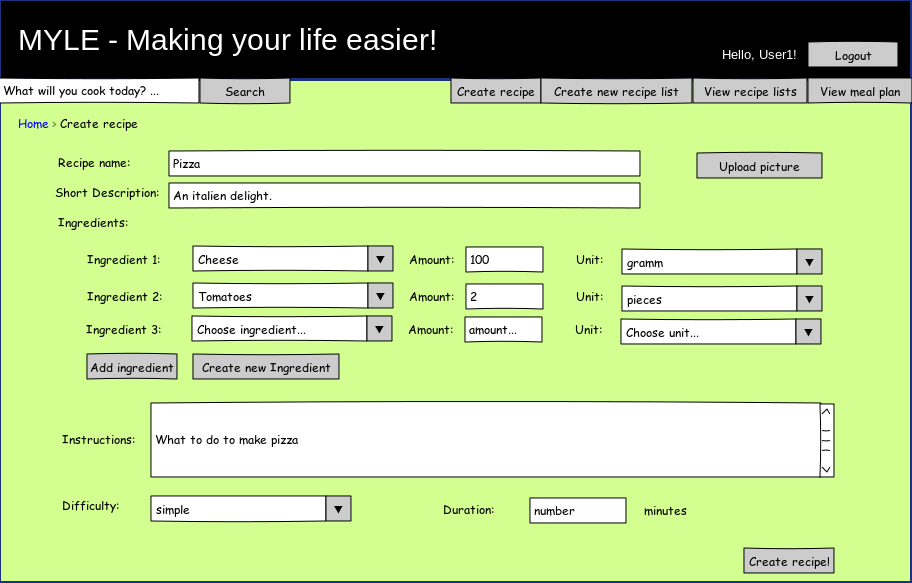 MYLE - Making your life easier!
Hello, User1! Logout
What will you cook today? ... Search Create recipe Create new recipe list View recipe lists View meal plan
Home > Create recipe
Recipe name: Pizza Upload picture
Short Description: An italien delight.
Ingredients:
Ingredient 1: Cheese Amount: 100 Unit: gramm
Ingredient 2: Tomatoes Amount: 2 Unit: pieces
Ingredient 3: Choose ingredient... Amount: amount... Unit: Choose unit...
Add ingredient Create new Ingredient
Instructions: What to do to make pizza
Difficulty: simple Duration: number minutes
Create recipe!